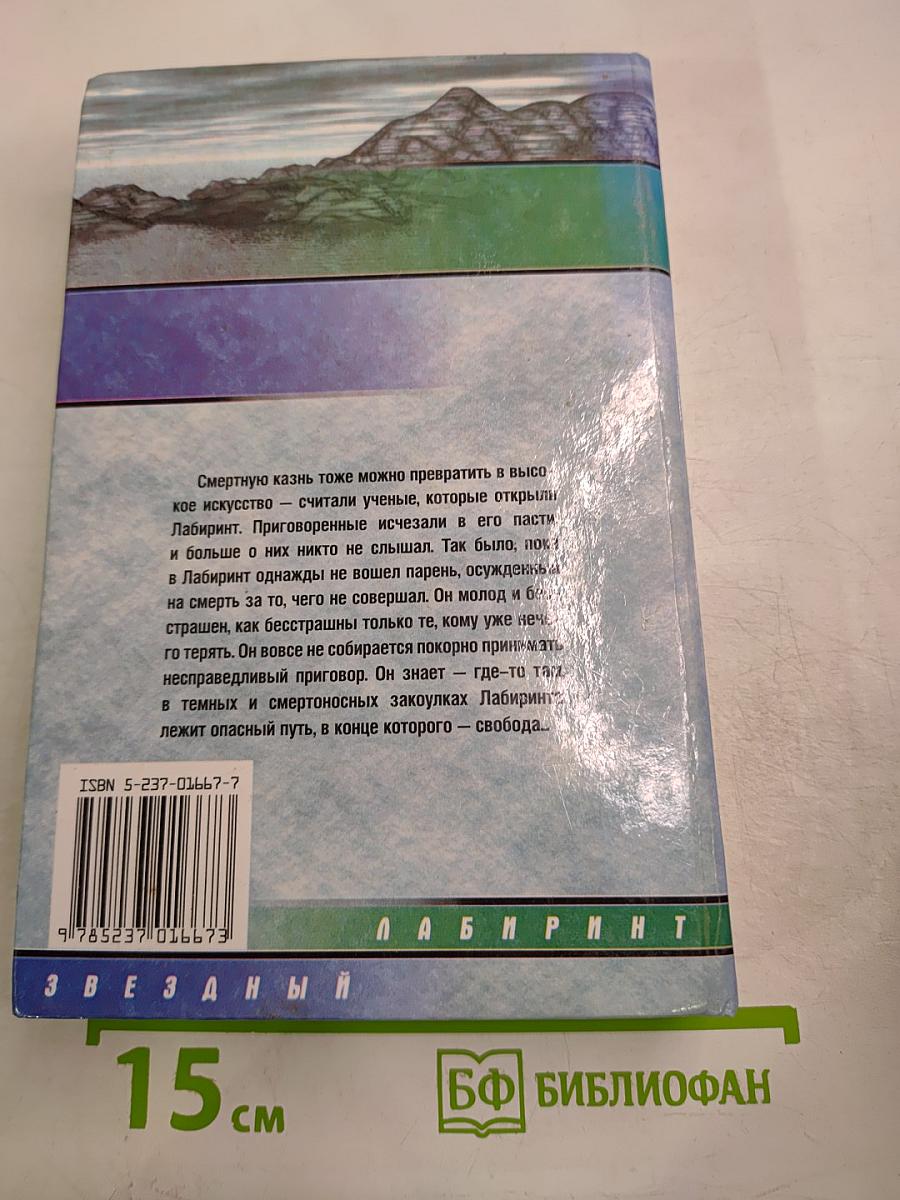 Смертную казнь тоже можно превратить в высо-
кое искусство — считали ученые, которые открыли
Лабиринт. Приговоренные исчезали в его пасти,
и больше о них никто не слышал. Так было, пока
в Лабиринт однажды не вошел парень, осужденный
на смерть за то, чего не совершал. Он молод и
страшен, как бесстрашны только те, кому уже нече-
го терять. Он вовсе не собирается покорно принимать
несправедливый приговор. Он знает — где-то там,
в темных и смертоносных закоулках Лабиринта
лежит опасный путь, в конце которого — свобода...
ISBN 5-237-01667-7
9 785237 016673
ЛАБИРИНТ
ЗВЕЗДНЫЙ
15 см
БФ БИБЛИОФАН